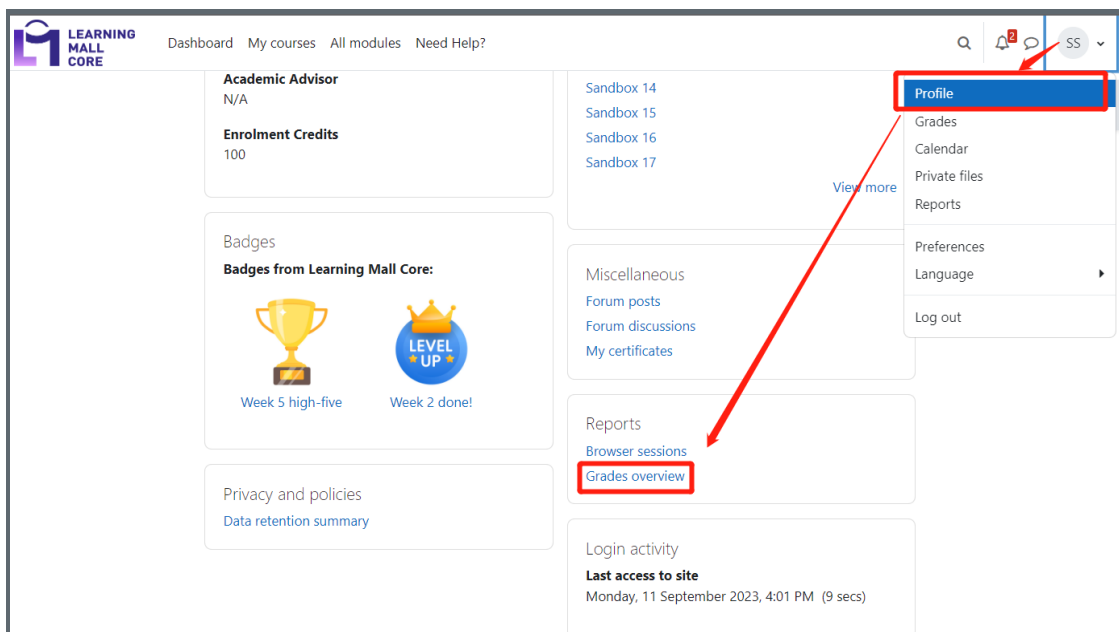 LEARNING
MALL
CORE
Dashboard My courses All modules Need Help?
2
SS
Academic Advisor
N/A
Enrolment Credits
100
Badges
Badges from Learning Mall Core:
LEVEL
UP
Week 5 high-five
Week 2 done!
Privacy and policies
Data retention summary
Sandbox 14
Sandbox 15
Sandbox 16
Sandbox 17
View more
Miscellaneous
Forum posts
Forum discussions
My certificates
Reports
Browser sessions
Grades overview
Login activity
Last access to site
Monday, 11 September 2023, 4:01 PM (9 secs)
Profile
Grades
Calendar
Private files
Reports
Preferences
Language
Log out